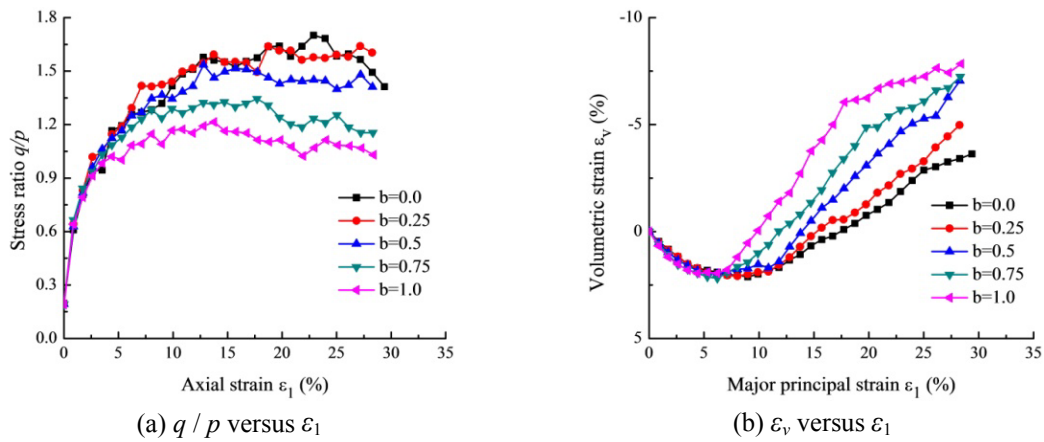 1.8
1.5
1.2
0.9
0.6
0.3
0.0
Stress ratio q/p
b=0.0
b=0.25
b=0.5
b=0.75
b=1.0
0 5 10 15 20 25 30 35
Axial strain ε1 (%)
(a) q / p versus ε1
-10
-5
0
5
Volumetric strain εv (%)
b=0.0
b=0.25
b=0.5
b=0.75
b=1.0
0 5 10 15 20 25 30 35
Major principal strain ε1 (%)
(b) εv versus ε1